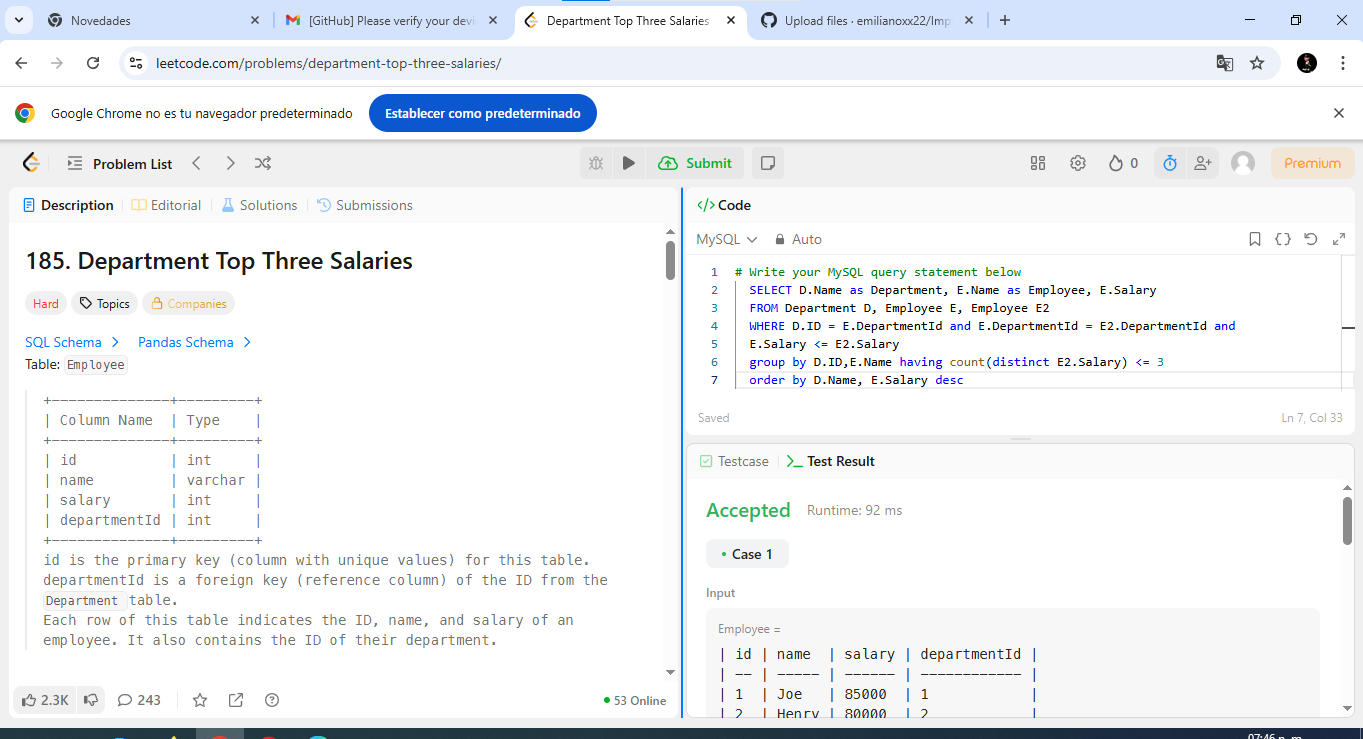 Novedades
[GitHub] Please verify your devi
Department Top Three Salaries
Upload files · emilianoxx22/Imp
leetcode.com/problems/department-top-three-salaries/
Google Chrome no es tu navegador predeterminado
Establecer como predeterminado
Problem List
Submit
0
Premium
Description
Editorial
Solutions
Submissions
185. Department Top Three Salaries
Hard
Topics
Companies
SQL Schema
Pandas Schema
Table: Employee
+--------------+---------+
| Column Name  | Type    |
+--------------+---------+
| id           | int     |
| name         | varchar |
| salary       | int     |
| departmentId | int     |
+--------------+---------+
id is the primary key (column with unique values) for this table.
departmentId is a foreign key (reference column) of the ID from the
Department table.
Each row of this table indicates the ID, name, and salary of an
employee. It also contains the ID of their department.
2.3K
243
53 Online
</> Code
MySQL
Auto
1 # Write your MySQL query statement below
2 SELECT D.Name as Department, E.Name as Employee, E.Salary
3 FROM Department D, Employee E, Employee E2
4 WHERE D.ID = E.DepartmentId and E.DepartmentId = E2.DepartmentId and
5 E.Salary <= E2.Salary
6 group by D.ID,E.Name having count(distinct E2.Salary) <= 3
7 order by D.Name, E.Salary desc
Saved
Ln 7, Col 33
Testcase
>_ Test Result
Accepted
Runtime: 92 ms
• Case 1
Input
Employee =
| id | name  | salary | departmentId |
| -- | ----- | ------ | ------------ |
| 1  | Joe   | 85000  | 1            |
| 2  | Henry | 80000  | 2            |
07:46 p. m.